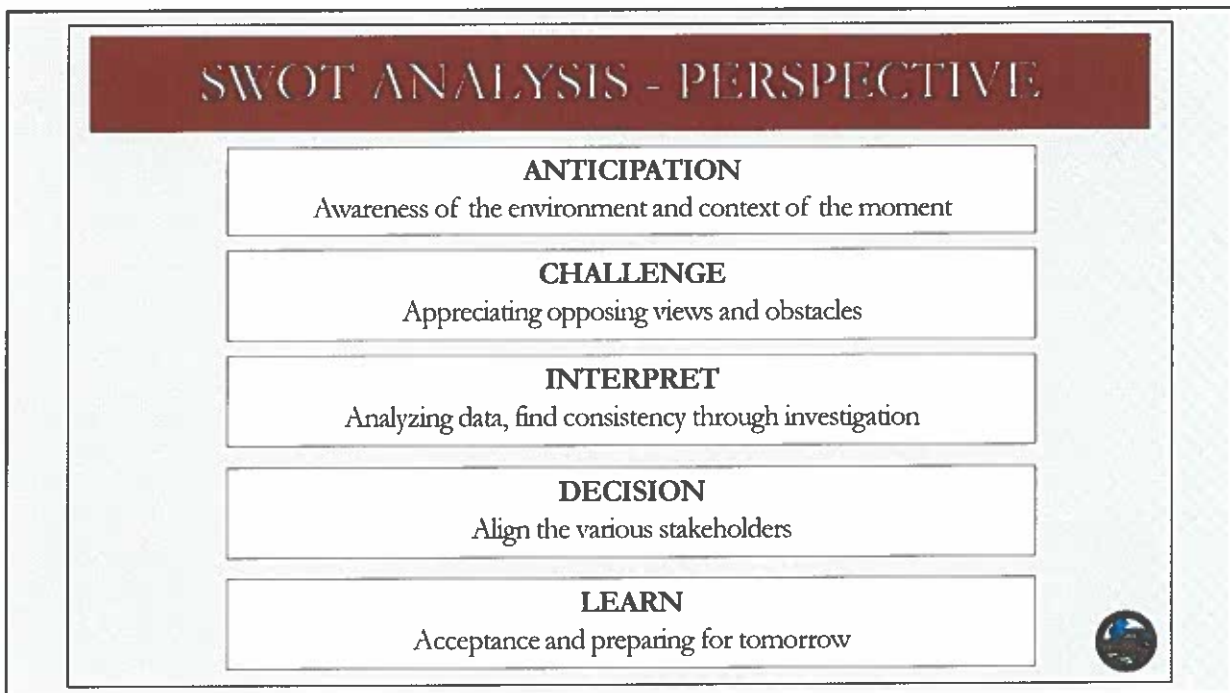 SWOT ANALYSIS - PERSPECTIVE
ANTICIPATION
Awareness of the environment and context of the moment
CHALLENGE
Appreciating opposing views and obstacles
INTERPRET
Analyzing data, find consistency through investigation
DECISION
Align the various stakeholders
LEARN
Acceptance and preparing for tomorrow